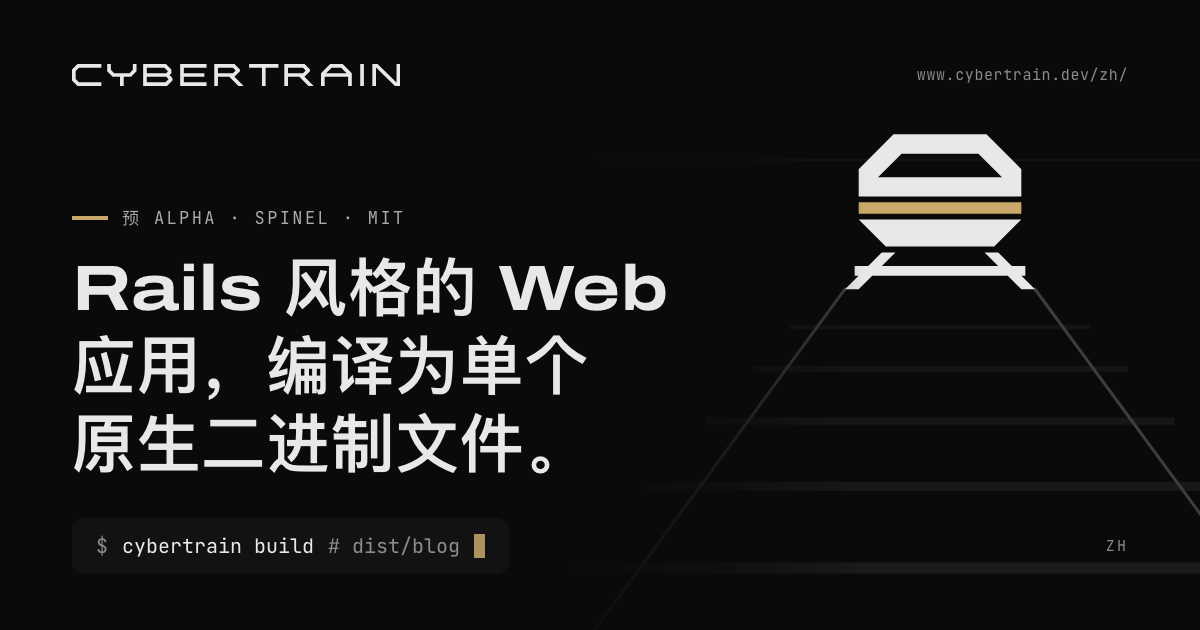 CYBERTRAIN
www.cybertrain.dev/zh/
预 ALPHA · SPINEL · MIT
Rails 风格的 Web
应用，编译为单个
原生二进制文件。
$ cybertrain build # dist/blog
ZH